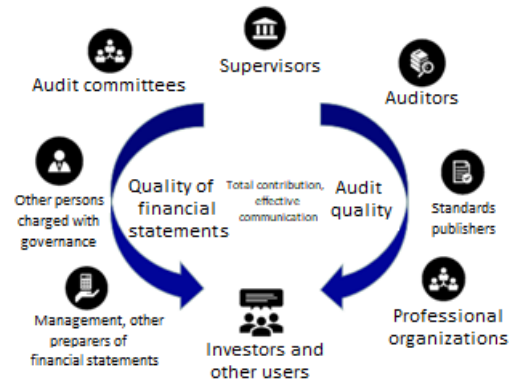 Supervisors
Audit committees
Auditors
Quality of
financial
statements
Total contribution,
effective
communication
Audit
quality
Other persons
charged with
governance
Standards
publishers
Management, other
preparers of
financial statements
Investors and
other users
Professional
organizations